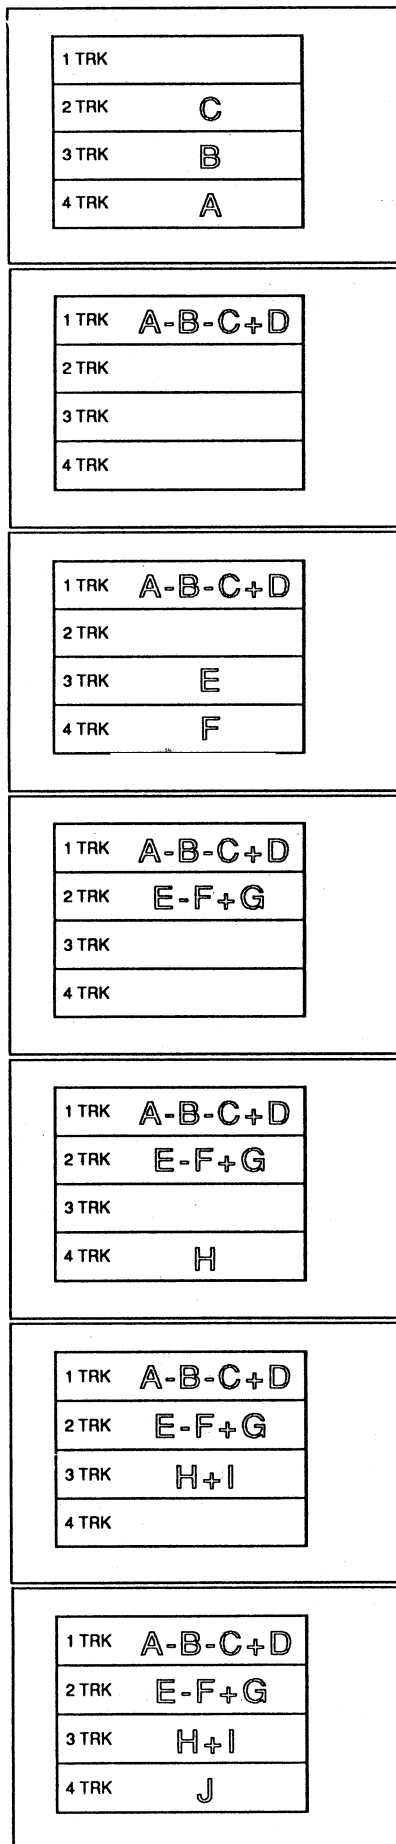 1 TRK
2 TRK C
3 TRK B
4 TRK A
1 TRK A-B-C+D
2 TRK
3 TRK
4 TRK
1 TRK A-B-C+D
2 TRK
3 TRK E
4 TRK F
1 TRK A-B-C+D
2 TRK E-F+G
3 TRK
4 TRK
1 TRK A-B-C+D
2 TRK E-F+G
3 TRK
4 TRK H
1 TRK A-B-C+D
2 TRK E-F+G
3 TRK H+I
4 TRK
1 TRK A-B-C+D
2 TRK E-F+G
3 TRK H+I
4 TRK J